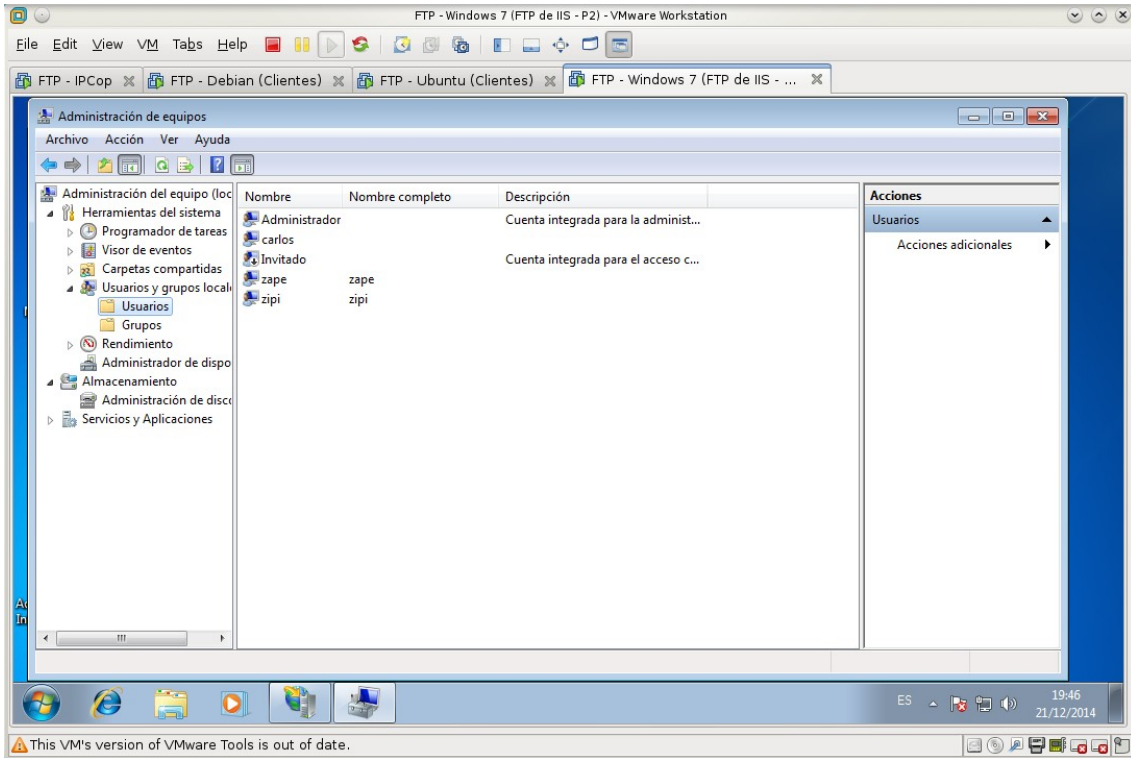 FTP - Windows 7 (FTP de IIS - P2) - VMware Workstation
File Edit View VM Tabs Help
FTP - IPCop FTP - Debian (Clientes) FTP - Ubuntu (Clientes) FTP - Windows 7 (FTP de IIS - ...
Administración de equipos
Archivo Acción Ver Ayuda
Administración del equipo (loc
Herramientas del sistema
Programador de tareas
Visor de eventos
Carpetas compartidas
Usuarios y grupos locale
Usuarios
Grupos
Rendimiento
Administrador de dispo
Almacenamiento
Administración de disco
Servicios y Aplicaciones
Nombre Nombre completo Descripción
Administrador Cuenta integrada para la administ...
carlos
Invitado Cuenta integrada para el acceso c...
zape zape
zipi zipi
Acciones
Usuarios
Acciones adicionales
In
ES 19:46
21/12/2014
This VM's version of VMware Tools is out of date.